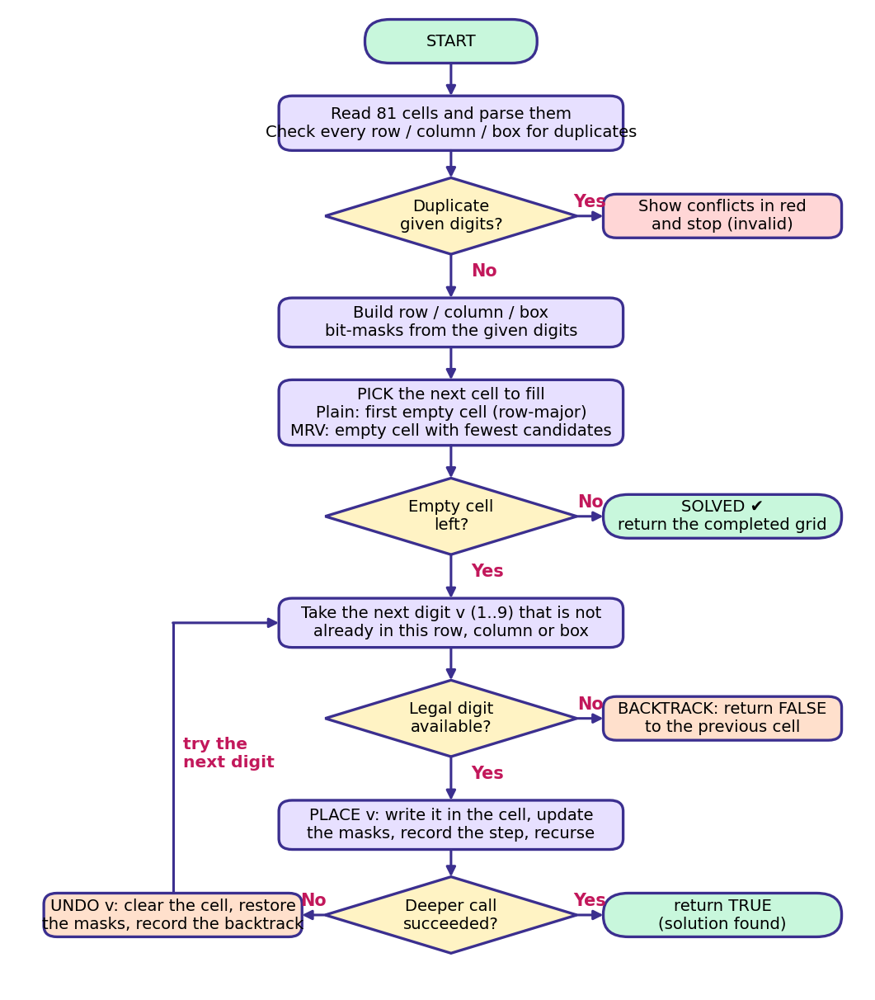 START
Read 81 cells and parse them
Check every row / column / box for duplicates
Duplicate
given digits?
Yes
Show conflicts in red
and stop (invalid)
No
Build row / column / box
bit-masks from the given digits
PICK the next cell to fill
Plain: first empty cell (row-major)
MRV: empty cell with fewest candidates
Empty cell
left?
No
SOLVED ✔
return the completed grid
Yes
Take the next digit v (1..9) that is not
already in this row, column or box
Legal digit
available?
No
BACKTRACK: return FALSE
to the previous cell
try the
next digit
Yes
PLACE v: write it in the cell, update
the masks, record the step, recurse
UNDO v: clear the cell, restore
the masks, record the backtrack
No
Deeper call
succeeded?
Yes
return TRUE
(solution found)